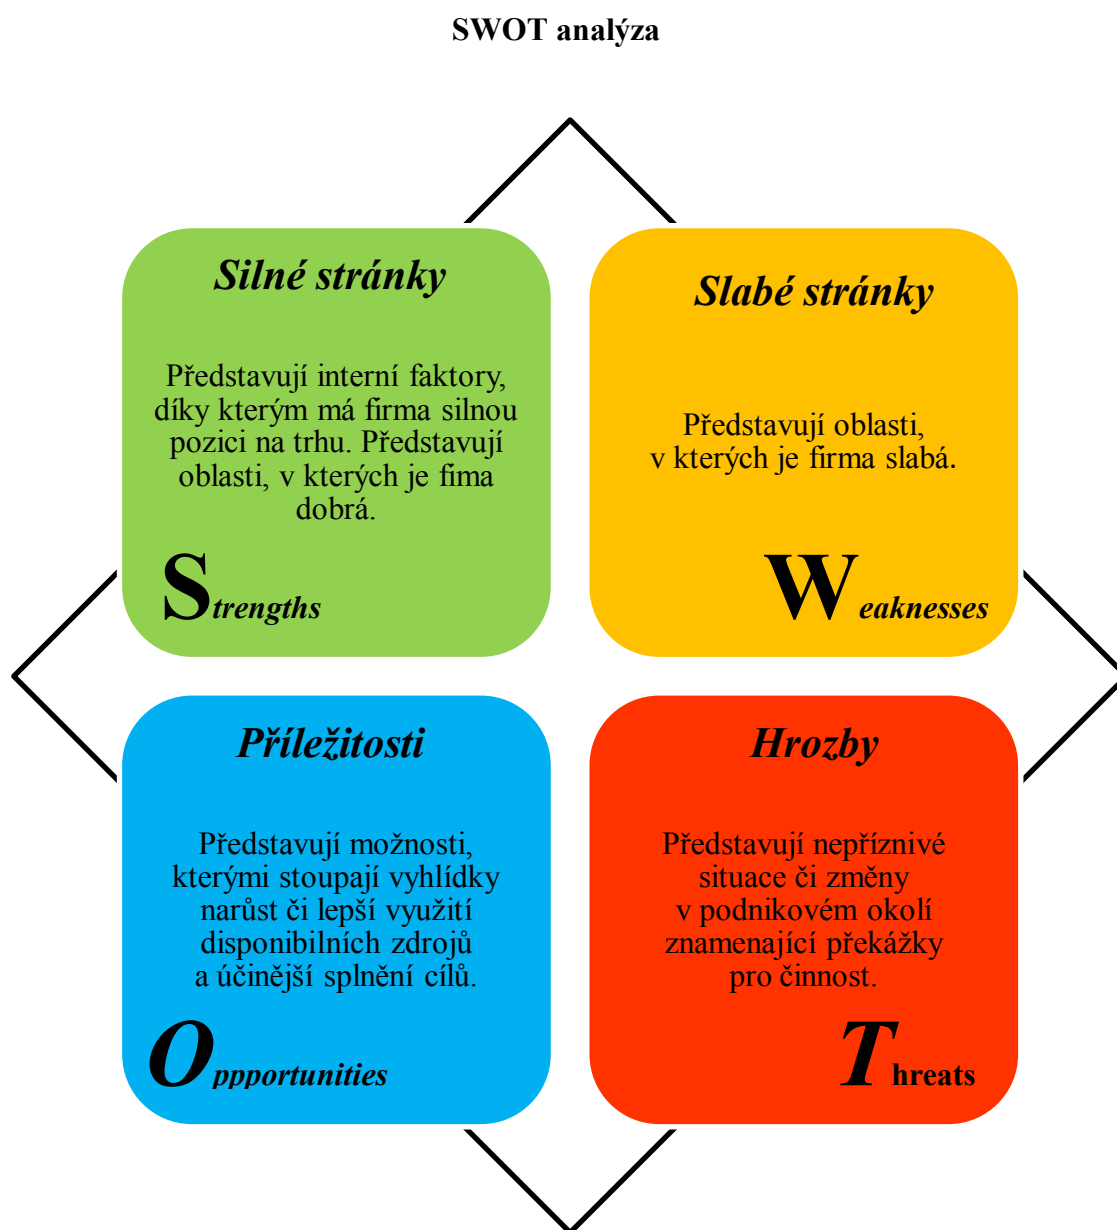 SWOT analýza
Silné stránky
Představují interní faktory,
díky kterým má firma silnou
pozici na trhu. Představují
oblasti, v kterých je fima
dobrá.
Strengths
Slabé stránky
Představují oblasti,
v kterých je firma slabá.
Weaknesses
Příležitosti
Představují možnosti,
kterými stoupají vyhlídky
narůst či lepší využití
disponibilních zdrojů
a účinější splnění cílů.
Oppportunities
Hrozby
Představují nepříznivé
situace či změny
v podnikovém okolí
znamenající překážky
pro činnost.
Threats